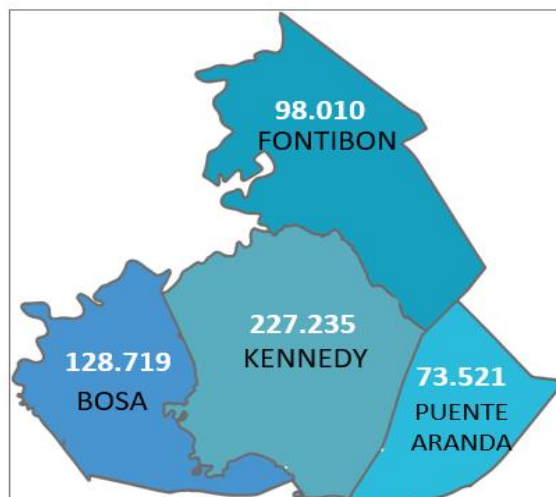 98.010
FONTIBON
227.235
KENNEDY
128.719
BOSA
73.521
PUENTE
ARANDA